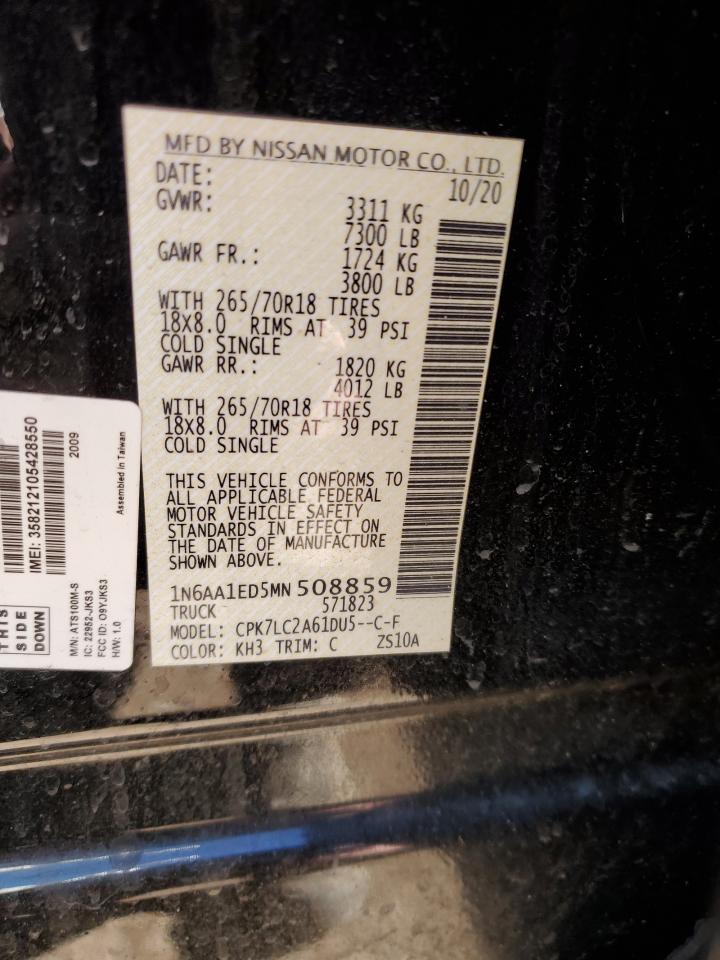 MFD BY NISSAN MOTOR CO., LTD.
DATE: 10/20
GVWR: 3311 KG
7300 LB
GAWR FR.: 1724 KG
3800 LB
WITH 265/70R18 TIRES
18X8.0 RIMS AT 39 PSI
COLD SINGLE
GAWR RR.: 1820 KG
4012 LB
WITH 265/70R18 TIRES
18X8.0 RIMS AT 39 PSI
COLD SINGLE
THIS VEHICLE CONFORMS TO
ALL APPLICABLE FEDERAL
MOTOR VEHICLE SAFETY
STANDARDS IN EFFECT ON
THE DATE OF MANUFACTURE
SHOWN ABOVE.
1N6AA1ED5MN508859
TRUCK 571823
MODEL: CPK7LC2A61DU5--C-F
COLOR: KH3 TRIM: C ZS10A
THIS
SIDE
DOWN
IMEI: 358212105428550
2009
M/N: ATS100M-S
IC: 22952-JKS3
FCC ID: O9YJKS3
H/W: 1.0
Assembled in Taiwan